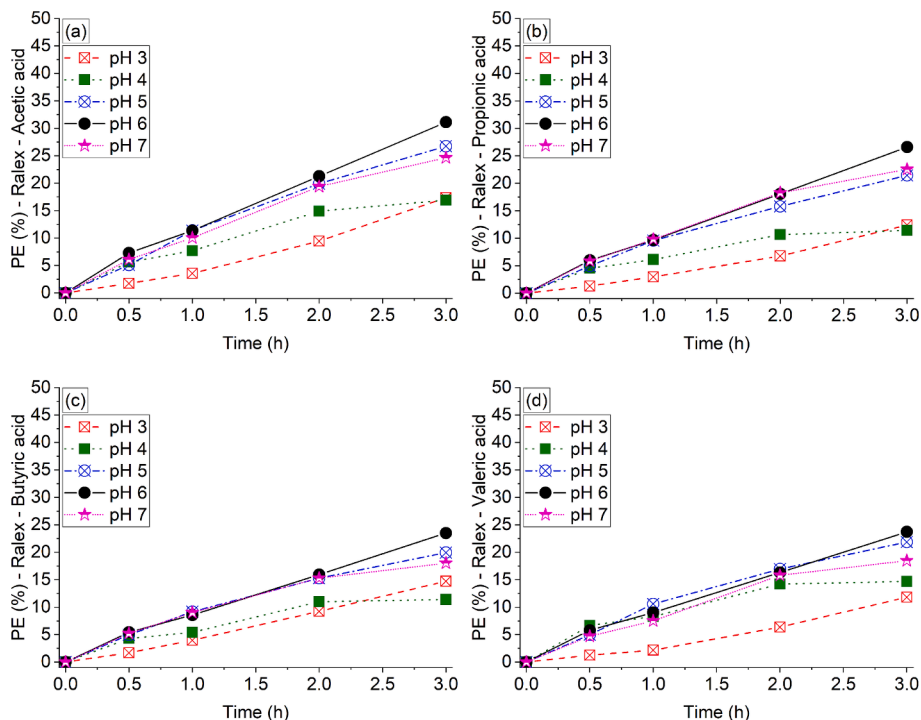 (a)
pH 3
pH 4
pH 5
pH 6
pH 7
PE (%) - Ralex - Acetic acid
50
45
40
35
30
25
20
15
10
5
0
0.0 0.5 1.0 1.5 2.0 2.5 3.0
Time (h)
(b)
pH 3
pH 4
pH 5
pH 6
pH 7
PE (%) - Ralex - Propionic acid
50
45
40
35
30
25
20
15
10
5
0
0.0 0.5 1.0 1.5 2.0 2.5 3.0
Time (h)
(c)
pH 3
pH 4
pH 5
pH 6
pH 7
PE (%) - Ralex - Butyric acid
50
45
40
35
30
25
20
15
10
5
0
0.0 0.5 1.0 1.5 2.0 2.5 3.0
Time (h)
(d)
pH 3
pH 4
pH 5
pH 6
pH 7
PE (%) - Ralex - Valeric acid
50
45
40
35
30
25
20
15
10
5
0
0.0 0.5 1.0 1.5 2.0 2.5 3.0
Time (h)